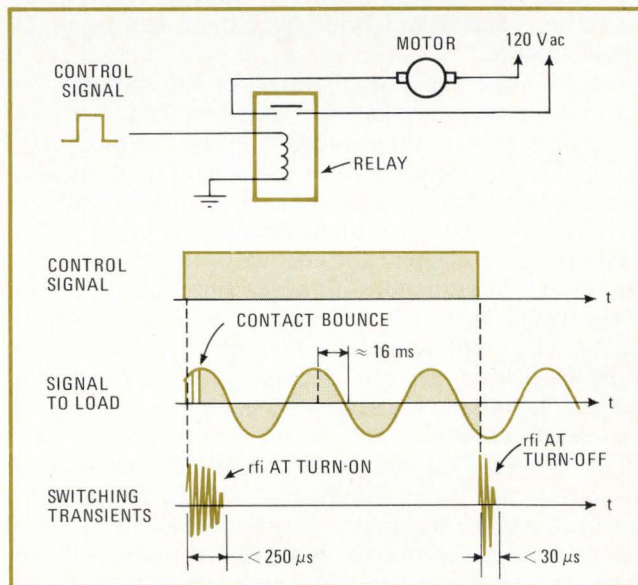 MOTOR
120 Vac
CONTROL
SIGNAL
RELAY
CONTROL
SIGNAL
t
CONTACT BOUNCE
≈ 16 ms
SIGNAL
TO LOAD
t
rfi AT TURN-ON
rfi AT
TURN-OFF
SWITCHING
TRANSIENTS
t
< 250 μs
< 30 μs